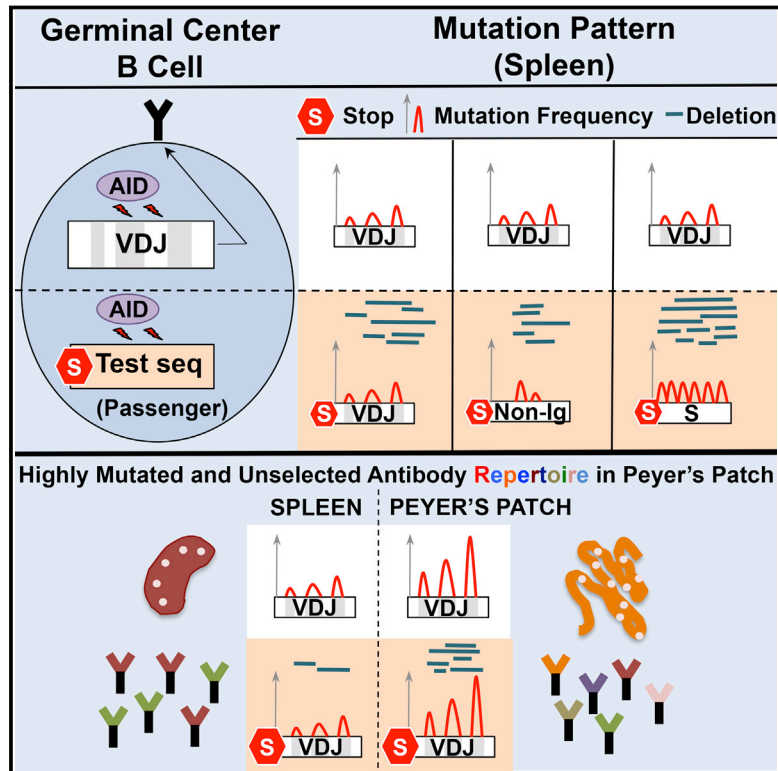 Germinal Center
B Cell
Mutation Pattern
(Spleen)
S Stop Mutation Frequency Deletion
AID
VDJ
VDJ
VDJ
VDJ
AID
S Test seq
(Passenger)
S VDJ
S Non-Ig
S S
Highly Mutated and Unselected Antibody Repertoire in Peyer's Patch
SPLEEN
PEYER'S PATCH
VDJ
VDJ
S VDJ
S VDJ